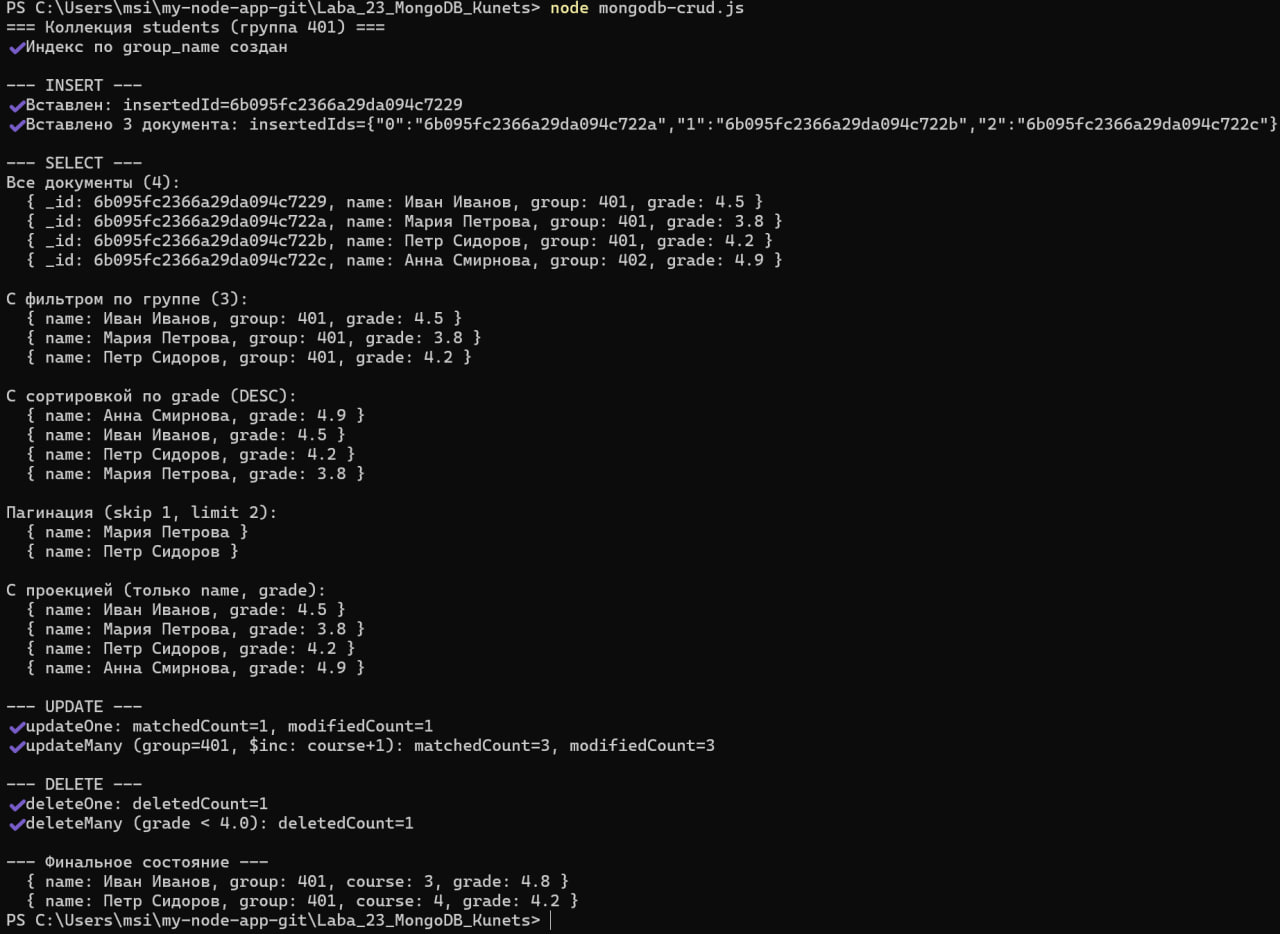 PS C:\Users\msi\my-node-app-git\Laba_23_MongoDB_Kunets> node mongodb-crud.js
=== Коллекция students (группа 401) ===
✔Индекс по group_name создан
--- INSERT ---
✔Вставлен: insertedId=6b095fc2366a29da094c7229
✔Вставлено 3 документа: insertedIds={"0":"6b095fc2366a29da094c722a","1":"6b095fc2366a29da094c722b","2":"6b095fc2366a29da094c722c"}
--- SELECT ---
Все документы (4):
  { _id: 6b095fc2366a29da094c7229, name: Иван Иванов, group: 401, grade: 4.5 }
  { _id: 6b095fc2366a29da094c722a, name: Мария Петрова, group: 401, grade: 3.8 }
  { _id: 6b095fc2366a29da094c722b, name: Петр Сидоров, group: 401, grade: 4.2 }
  { _id: 6b095fc2366a29da094c722c, name: Анна Смирнова, group: 402, grade: 4.9 }
С фильтром по группе (3):
  { name: Иван Иванов, group: 401, grade: 4.5 }
  { name: Мария Петрова, group: 401, grade: 3.8 }
  { name: Петр Сидоров, group: 401, grade: 4.2 }
С сортировкой по grade (DESC):
  { name: Анна Смирнова, grade: 4.9 }
  { name: Иван Иванов, grade: 4.5 }
  { name: Петр Сидоров, grade: 4.2 }
  { name: Мария Петрова, grade: 3.8 }
Пагинация (skip 1, limit 2):
  { name: Мария Петрова }
  { name: Петр Сидоров }
С проекцией (только name, grade):
  { name: Иван Иванов, grade: 4.5 }
  { name: Мария Петрова, grade: 3.8 }
  { name: Петр Сидоров, grade: 4.2 }
  { name: Анна Смирнова, grade: 4.9 }
--- UPDATE ---
✔updateOne: matchedCount=1, modifiedCount=1
✔updateMany (group=401, $inc: course+1): matchedCount=3, modifiedCount=3
--- DELETE ---
✔deleteOne: deletedCount=1
✔deleteMany (grade < 4.0): deletedCount=1
--- Финальное состояние ---
  { name: Иван Иванов, group: 401, course: 3, grade: 4.8 }
  { name: Петр Сидоров, group: 401, course: 4, grade: 4.2 }
PS C:\Users\msi\my-node-app-git\Laba_23_MongoDB_Kunets>